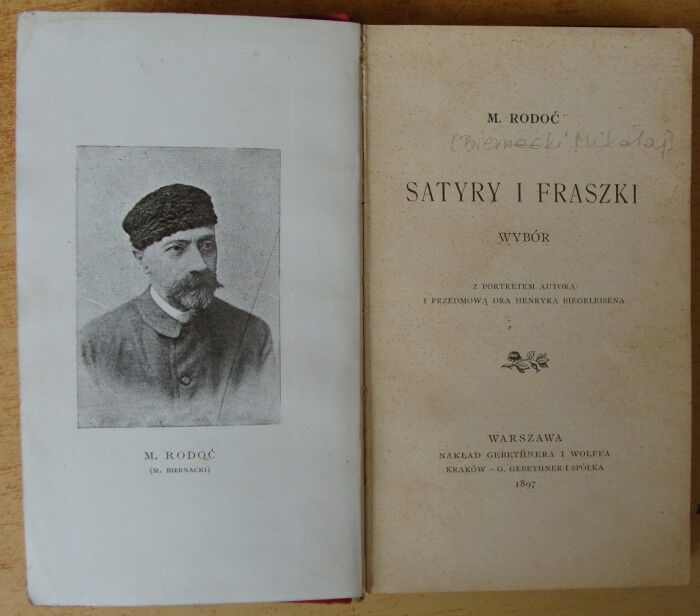 M. RODOĆ
(M. BIERNACKI)
M. RODOĆ
[Biernacki Mikołaj]
SATYRY I FRASZKI
WYBÓR
Z PORTRETEM AUTORA
I PRZEDMOWĄ DRA HENRYKA BIEGELEISENA
WARSZAWA
NAKŁAD GEBETHNERA I WOLFFA
KRAKÓW – G. GEBETHNER I SPÓŁKA
1897